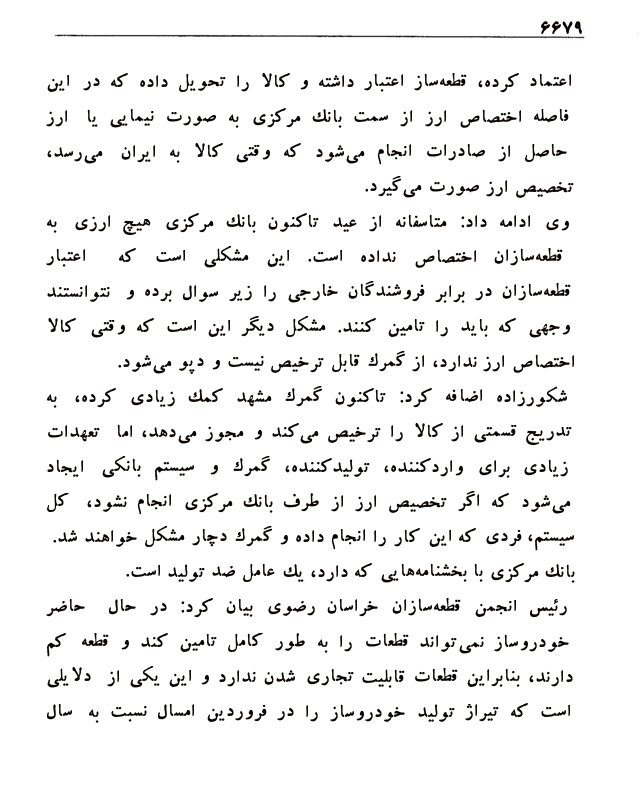 ۶۶۷۹
اعتماد کرده، قطعه‌ساز اعتبار داشته و کالا را تحویل داده که در این
فاصله اختصاص ارز از سمت بانك مرکزی به صورت نیمایی یا ارز
حاصل از صادرات انجام می‌شود که وقتی کالا به ایران می‌رسد،
تخصیص ارز صورت می‌گیرد.
وی ادامه داد: متاسفانه از عید تاکنون بانك مرکزی هیچ ارزی به
قطعه‌سازان اختصاص نداده است. این مشکلی است که اعتبار
قطعه‌سازان در برابر فروشندگان خارجی را زیر سوال برده و نتوانستند
وجهی که باید را تامین کنند. مشکل دیگر این است که وقتی کالا
اختصاص ارز ندارد، از گمرك قابل ترخیص نیست و دپو می‌شود.
شکورزاده اضافه کرد: تاکنون گمرك مشهد کمك زیادی کرده، به
تدریج قسمتی از کالا را ترخیص می‌کند و مجوز می‌دهد، اما تعهدات
زیادی برای واردکننده، تولیدکننده، گمرك و سیستم بانکی ایجاد
می‌شود که اگر تخصیص ارز از طرف بانك مرکزی انجام نشود، کل
سیستم، فردی که این کار را انجام داده و گمرك دچار مشکل خواهند شد.
بانك مرکزی با بخشنامه‌هایی که دارد، یك عامل ضد تولید است.
رئیس انجمن قطعه‌سازان خراسان رضوی بیان کرد: در حال حاضر
خودروساز نمی‌تواند قطعات را به طور کامل تامین کند و قطعه کم
دارند، بنابراین قطعات قابلیت تجاری شدن ندارد و این یکی از دلایلی
است که تیراژ تولید خودروساز را در فروردین امسال نسبت به سال